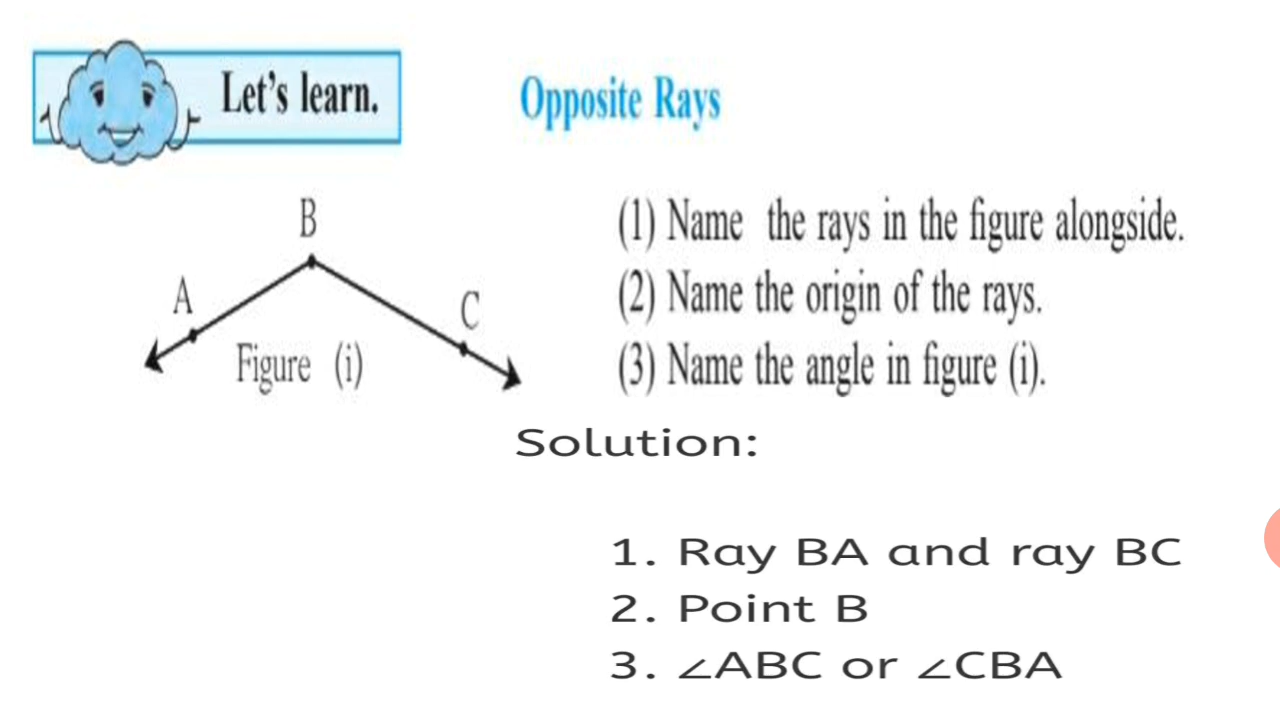 Let's learn.
Opposite Rays
B
A
C
Figure (i)
(1) Name the rays in the figure alongside.
(2) Name the origin of the rays.
(3) Name the angle in figure (i).
Solution:
1. Ray BA and ray BC
2. Point B
3. ∠ABC or ∠CBA